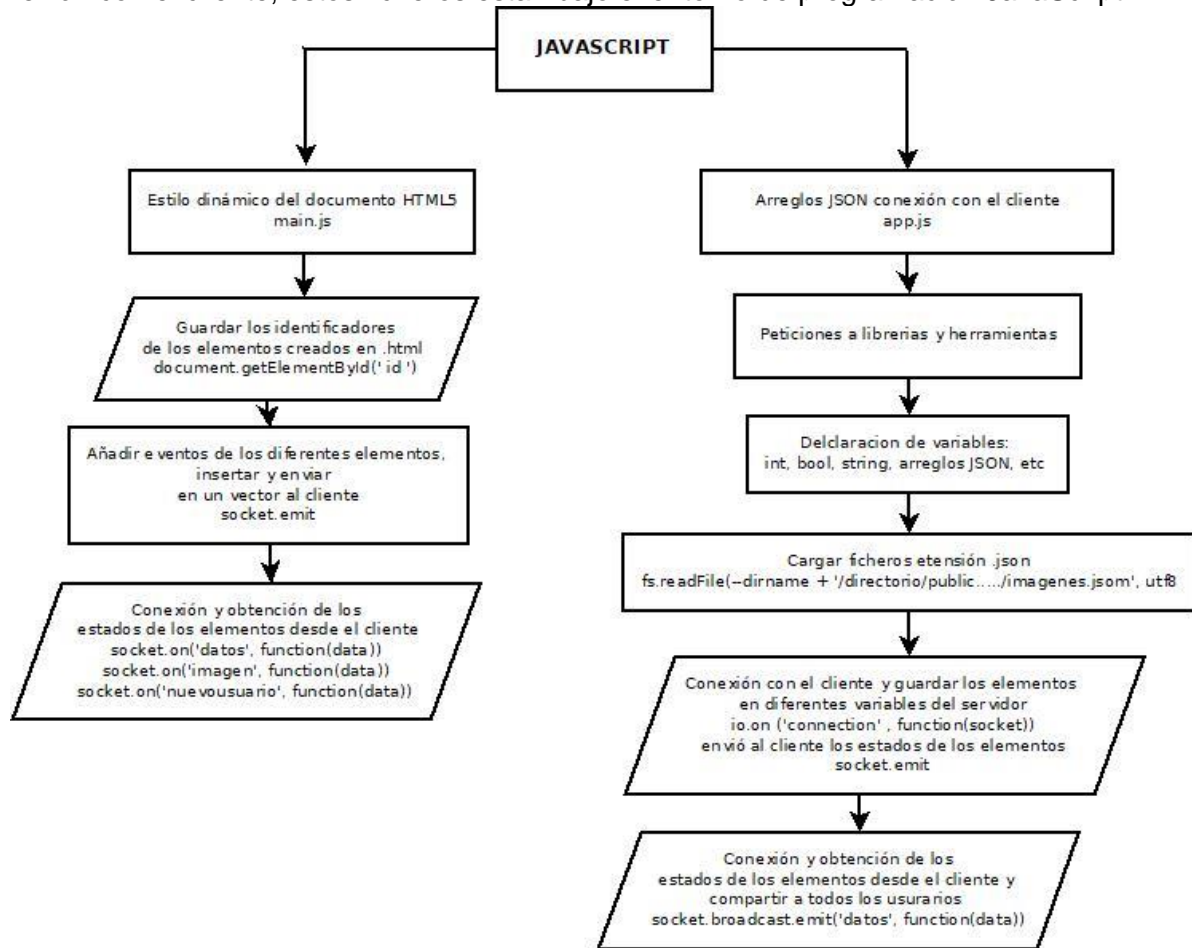 JAVASCRIPT
Estilo dinámico del documento HTML5
main.js
Guardar los identificadores
de los elementos creados en .html
document.getElementById(' id ')
Añadir eventos de los diferentes elementos,
insertar y enviar
en un vector al cliente
socket.emit
Conexión y obtención de los
estados de los elementos desde el cliente
socket.on('datos', function(data))
socket.on('imagen', function(data))
socket.on('nuevousuario', function(data))
Arreglos JSON conexión con el cliente
app.js
Peticiones a librerias y herramientas
Delclaracion de variables:
int, bool, string, arreglos JSON, etc
Cargar ficheros etensión .json
fs.readFile(--dirname + '/directorio/public...../imagenes.jsom', utf8
Conexión con el cliente y guardar los elementos
en diferentes variables del servidor
io.on ('connection' , function(socket))
envió al cliente los estados de los elementos
socket.emit
Conexión y obtención de los
estados de los elementos desde el cliente y
compartir a todos los usurarios
socket.broadcast.emit('datos', function(data))